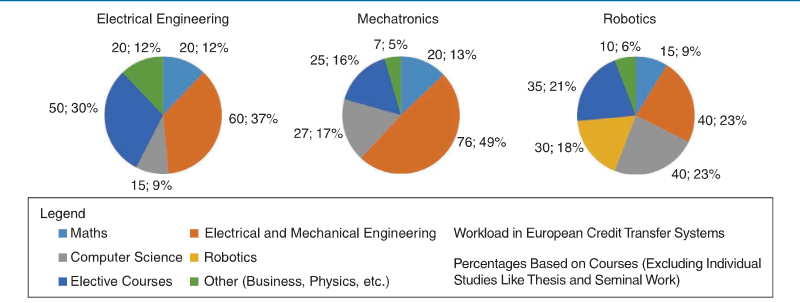 Electrical Engineering
20; 12%
20; 12%
50; 30%
60; 37%
15; 9%
Mechatronics
7; 5%
25; 16%
20; 13%
27; 17%
76; 49%
Robotics
10; 6%
15; 9%
35; 21%
40; 23%
30; 18%
40; 23%
Legend
Maths
Electrical and Mechanical Engineering
Computer Science
Robotics
Elective Courses
Other (Business, Physics, etc.)
Workload in European Credit Transfer Systems
Percentages Based on Courses (Excluding Individual
Studies Like Thesis and Seminal Work)